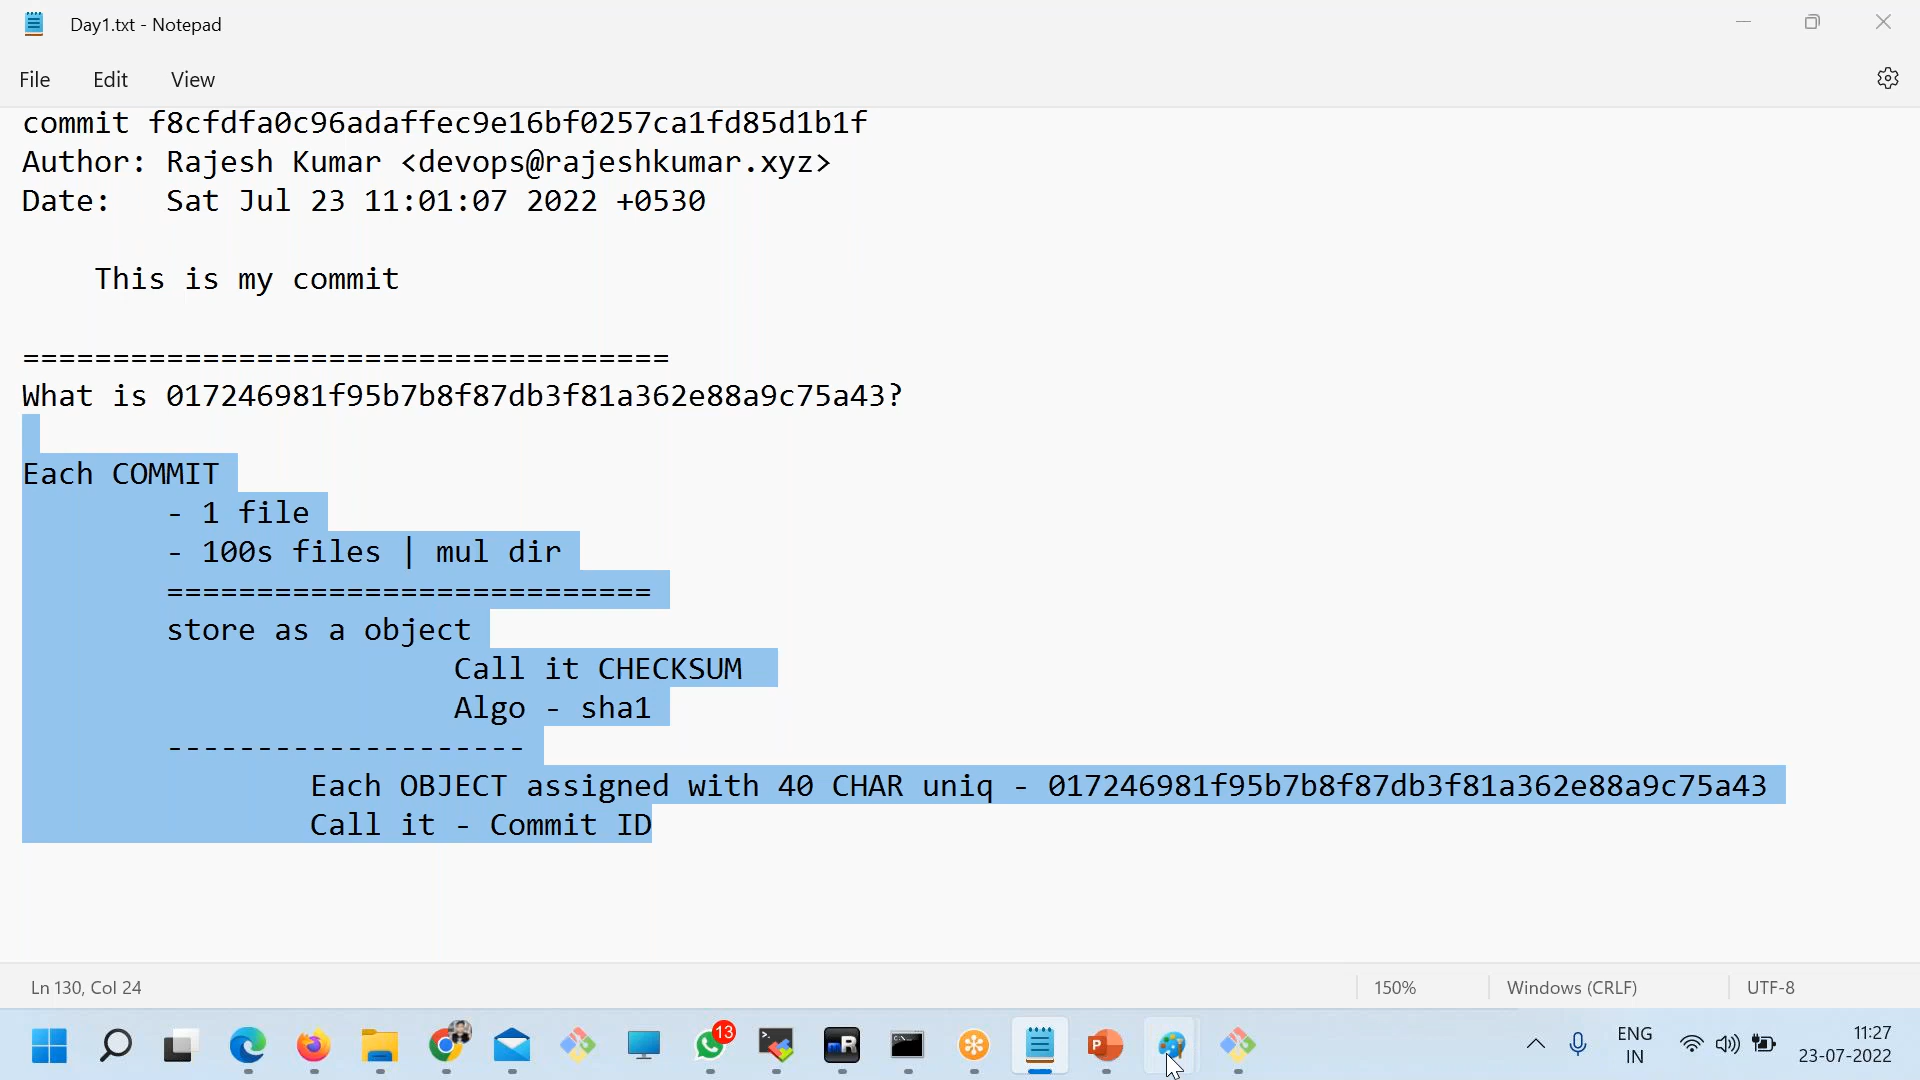 Day1.txt - Notepad
File Edit View
commit f8cfdfa0c96adaffec9e16bf0257ca1fd85d1b1f
Author: Rajesh Kumar <devops@rajeshkumar.xyz>
Date:   Sat Jul 23 11:01:07 2022 +0530
This is my commit
====================================
What is 017246981f95b7b8f87db3f81a362e88a9c75a43?
Each COMMIT
- 1 file
- 100s files | mul dir
===========================
store as a object
Call it CHECKSUM
Algo - sha1
--------------------
Each OBJECT assigned with 40 CHAR uniq - 017246981f95b7b8f87db3f81a362e88a9c75a43
Call it - Commit ID
Ln 130, Col 24 150% Windows (CRLF) UTF-8
13
ENG
IN
11:27
23-07-2022